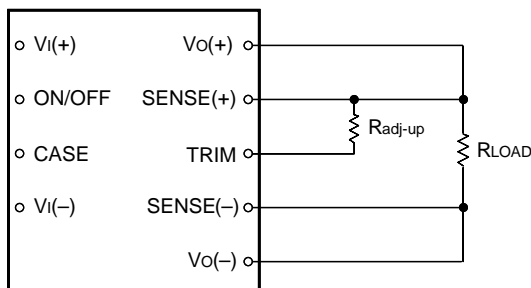 VI(+)
VO(+)
ON/OFF
SENSE(+)
Radj-up
RLOAD
CASE
TRIM
VI(–)
SENSE(–)
VO(–)